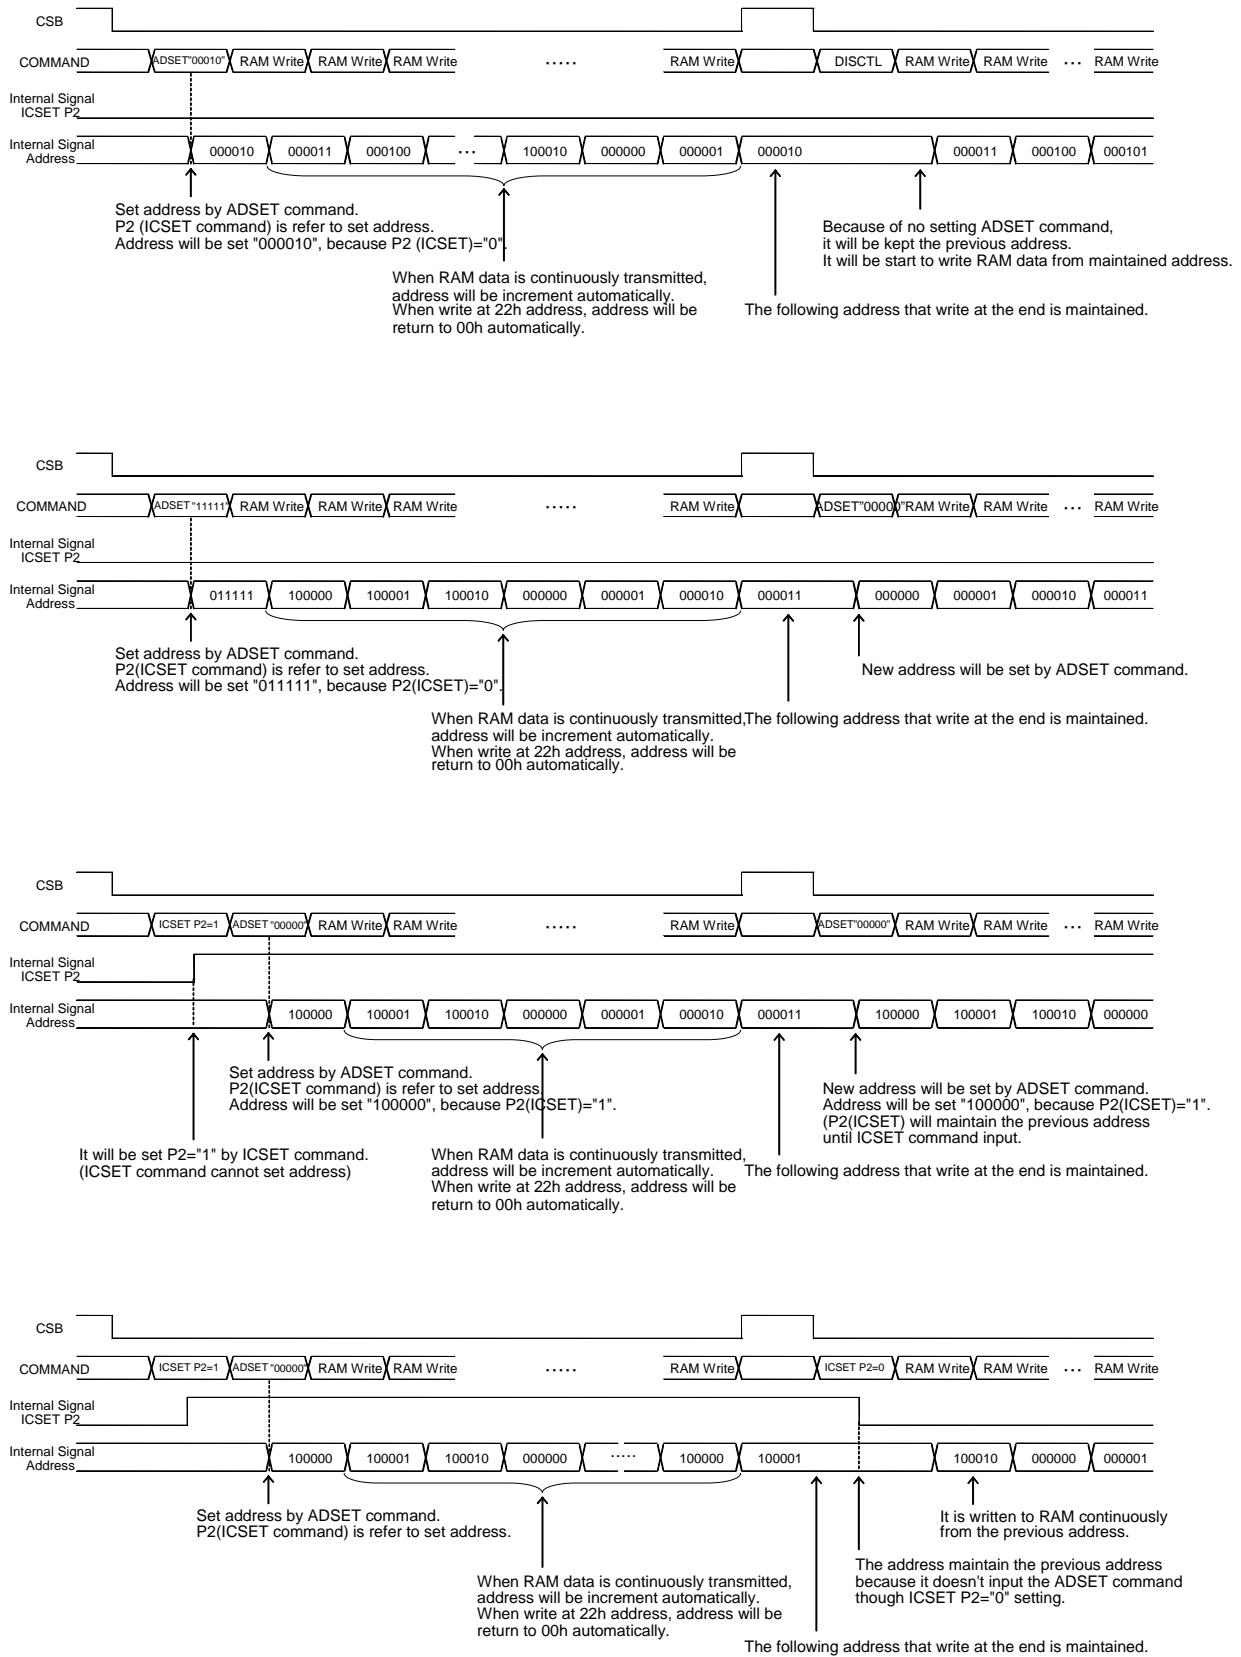 CSB
COMMAND ADSET"00010" RAM Write RAM Write RAM Write ..... RAM Write DISCTL RAM Write RAM Write ... RAM Write
Internal Signal
ICSET P2
Internal Signal
Address
000010 000011 000100 ... 100010 000000 000001 000010 000011 000100 000101
Set address by ADSET command.
P2 (ICSET command) is refer to set address.
Address will be set "000010", because P2 (ICSET)="0".
When RAM data is continuously transmitted,
address will be increment automatically.
When write at 22h address, address will be
return to 00h automatically.
Because of no setting ADSET command,
it will be kept the previous address.
It will be start to write RAM data from maintained address.
The following address that write at the end is maintained.
CSB
COMMAND ADSET "11111" RAM Write RAM Write RAM Write ..... RAM Write ADSET"00000" RAM Write RAM Write ... RAM Write
Internal Signal
ICSET P2
Internal Signal
Address
011111 100000 100001 100010 000000 000001 000010 000011 000000 000001 000010 000011
Set address by ADSET command.
P2(ICSET command) is refer to set address.
Address will be set "011111", because P2(ICSET)="0".
New address will be set by ADSET command.
When RAM data is continuously transmitted,
address will be increment automatically.
When write at 22h address, address will be
return to 00h automatically.
The following address that write at the end is maintained.
CSB
COMMAND ICSET P2=1 ADSET "00000" RAM Write RAM Write ..... RAM Write ADSET"00000" RAM Write RAM Write ... RAM Write
Internal Signal
ICSET P2
Internal Signal
Address
100000 100001 100010 000000 000001 000010 000011 100000 100001 100010 000000
Set address by ADSET command.
P2(ICSET command) is refer to set address.
Address will be set "100000", because P2(ICSET)="1".
New address will be set by ADSET command.
Address will be set "100000", because P2(ICSET)="1".
(P2(ICSET) will maintain the previous address
until ICSET command input.
It will be set P2="1" by ICSET command.
(ICSET command cannot set address)
When RAM data is continuously transmitted,
address will be increment automatically.
When write at 22h address, address will be
return to 00h automatically.
The following address that write at the end is maintained.
CSB
COMMAND ICSET P2=1 ADSET "00000" RAM Write RAM Write ..... RAM Write ICSET P2=0 RAM Write RAM Write ... RAM Write
Internal Signal
ICSET P2
Internal Signal
Address
100000 100001 100010 000000 ..... 100000 100001 100010 000000 000001
Set address by ADSET command.
P2(ICSET command) is refer to set address.
It is written to RAM continuously
from the previous address.
The address maintain the previous address
because it doesn't input the ADSET command
though ICSET P2="0" setting.
When RAM data is continuously transmitted,
address will be increment automatically.
When write at 22h address, address will be
return to 00h automatically.
The following address that write at the end is maintained.